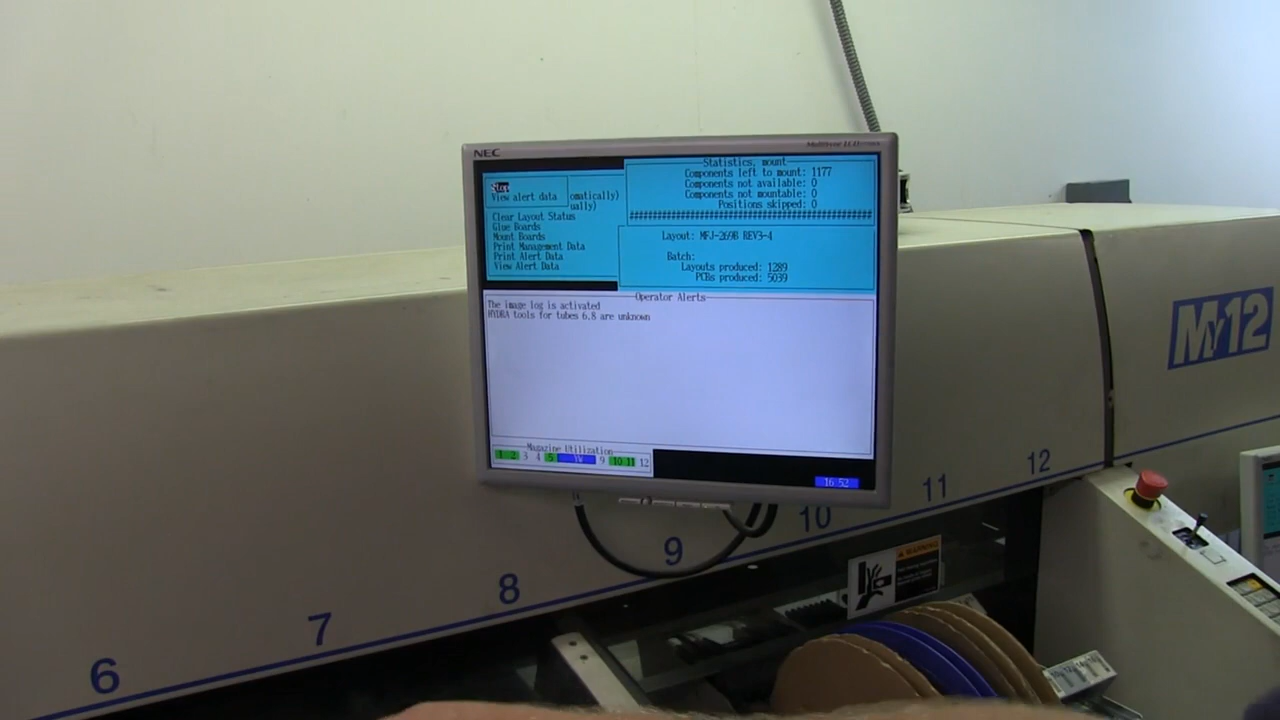 NEC
MultiSync LCD
Stop
View alert data
omatically)
ually)
Clear Layout Status
Glue Boards
Mount Boards
Print Management Data
Print Alert Data
View Alert Data
Statistics, mount
Components left to mount: 1177
Components not available: 0
Components not mountable: 0
Positions skipped: 0
Layout: MFJ-269B REV3-4
Batch:
Layouts produced: 1289
PCBs produced: 5039
Operator Alerts
The image log is activated
HYDRA tools for tubes 6,8 are unknown
Magazine Utilization
1 2 3 4 5 YW 9 10 11 12
16 52
MY12
6 7 8 9 10 11 12
WARNING